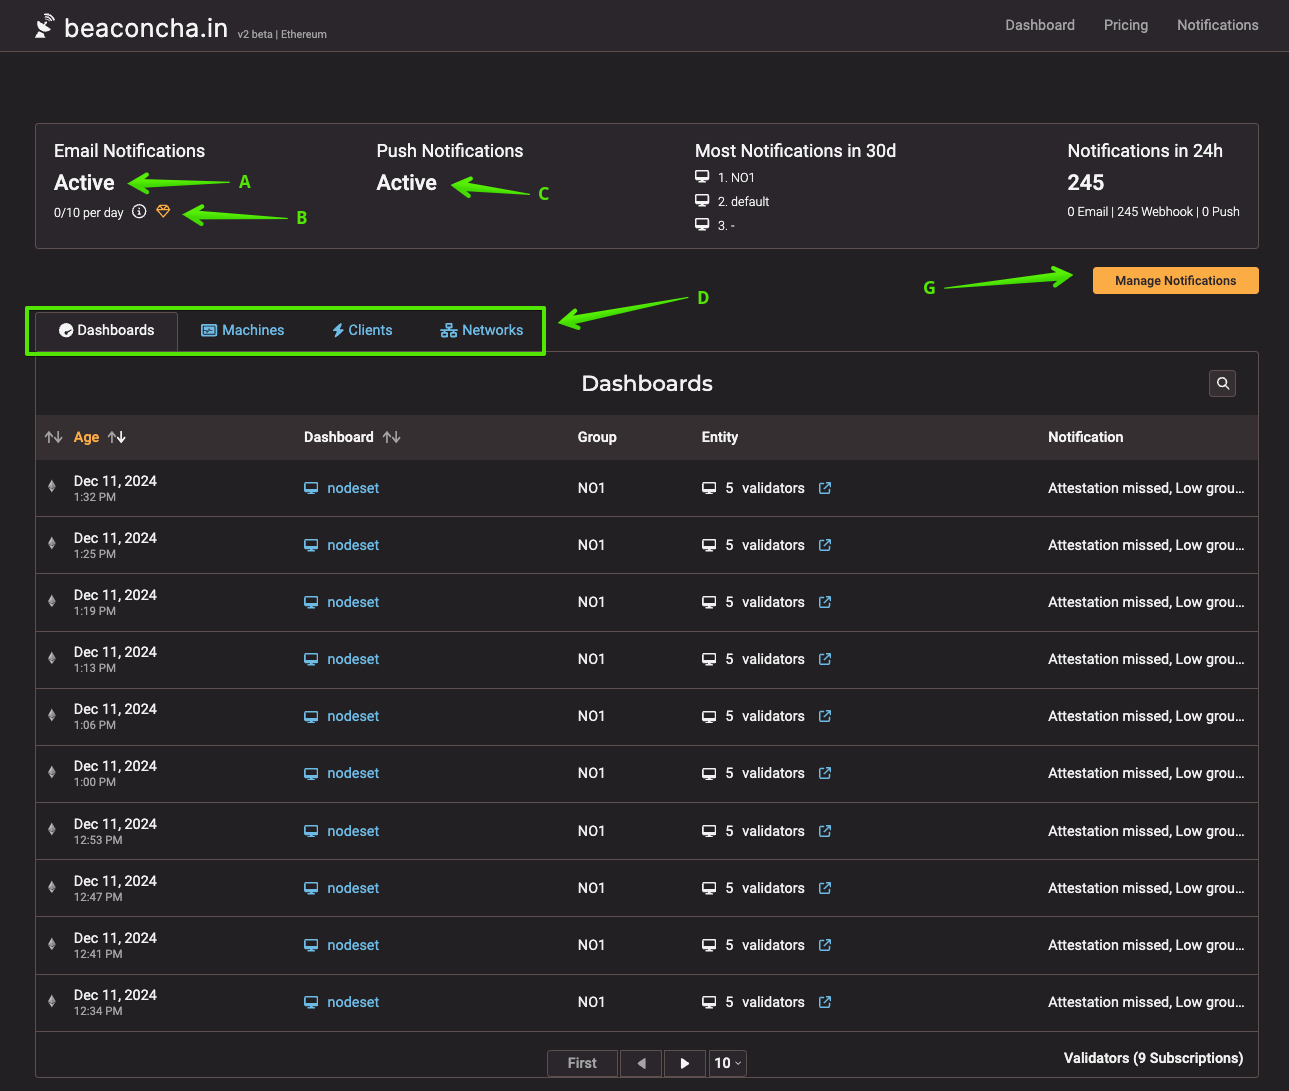 beaconcha.in v2 beta | Ethereum Dashboard Pricing Notifications
Email Notifications Push Notifications Most Notifications in 30d Notifications in 24h
Active A Active C 1. NO1 245
0/10 per day B 2. default 0 Email | 245 Webhook | 0 Push
3. -
G Manage Notifications
D
Dashboards Machines Clients Networks
Dashboards
Age Dashboard Group Entity Notification
Dec 11, 2024 nodeset NO1 5 validators Attestation missed, Low grou...
1:32 PM
Dec 11, 2024 nodeset NO1 5 validators Attestation missed, Low grou...
1:25 PM
Dec 11, 2024 nodeset NO1 5 validators Attestation missed, Low grou...
1:19 PM
Dec 11, 2024 nodeset NO1 5 validators Attestation missed, Low grou...
1:13 PM
Dec 11, 2024 nodeset NO1 5 validators Attestation missed, Low grou...
1:06 PM
Dec 11, 2024 nodeset NO1 5 validators Attestation missed, Low grou...
1:00 PM
Dec 11, 2024 nodeset NO1 5 validators Attestation missed, Low grou...
12:53 PM
Dec 11, 2024 nodeset NO1 5 validators Attestation missed, Low grou...
12:47 PM
Dec 11, 2024 nodeset NO1 5 validators Attestation missed, Low grou...
12:41 PM
Dec 11, 2024 nodeset NO1 5 validators Attestation missed, Low grou...
12:34 PM
First 10 Validators (9 Subscriptions)